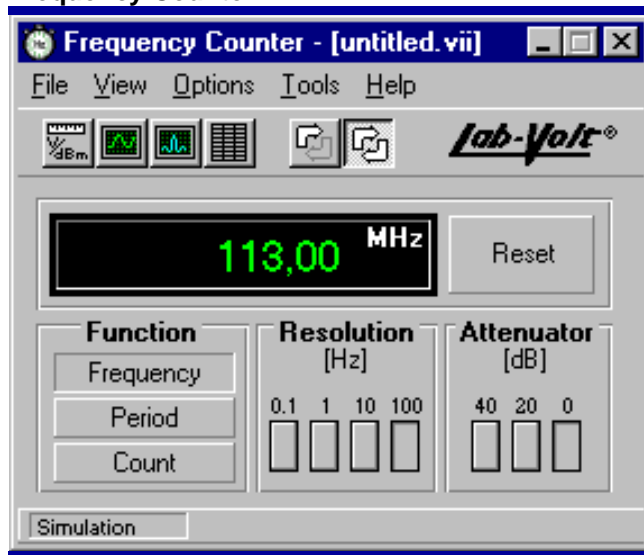 Frequency Counter - [untitled.vii]
File View Options Tools Help
V/dBm
Lab-Volt®
113,00 MHz
Reset
Function
Frequency
Period
Count
Resolution
[Hz]
0.1 1 10 100
Attenuator
[dB]
40 20 0
Simulation